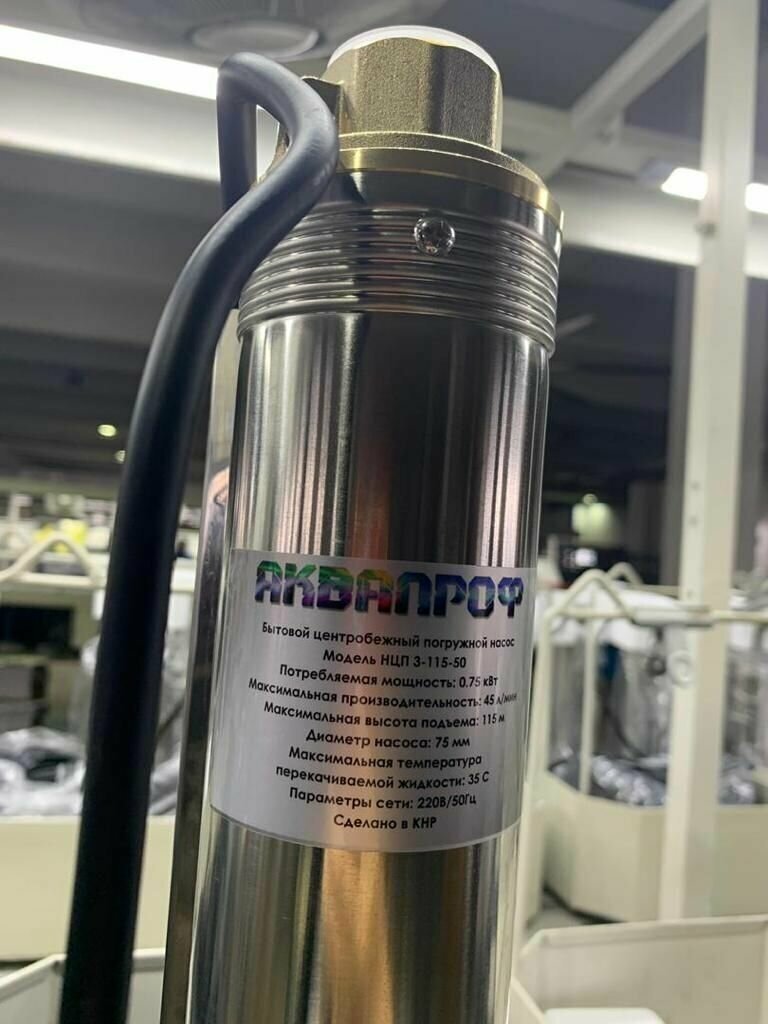 АКВАПРОФ
Бытовой центробежный погружной насос
Модель НЦП 3-115-50
Потребляемая мощность: 0.75 кВт
Максимальная производительность: 45 л/мин
Максимальная высота подъема: 115 м
Диаметр насоса: 75 мм
Максимальная температура
перекачиваемой жидкости: 35 С
Параметры сети: 220В/50Гц
Сделано в КНР